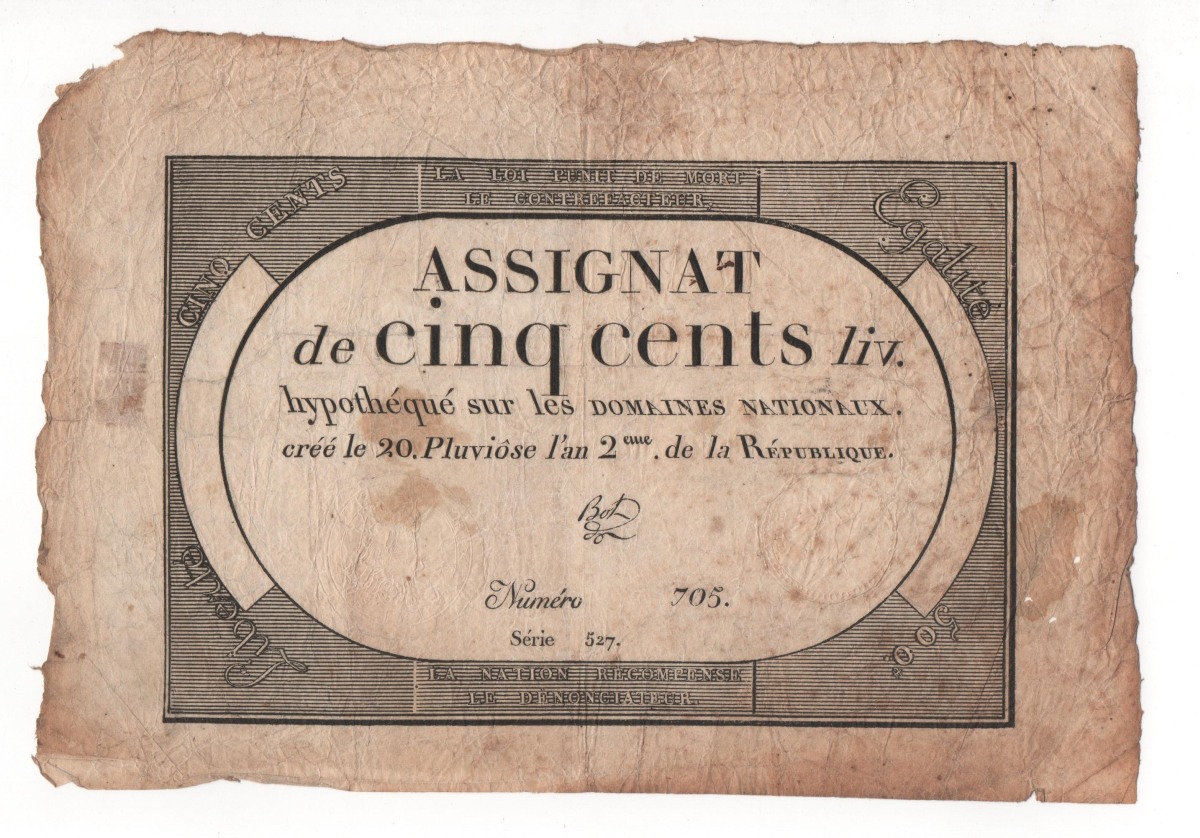 LA LOI PUNIT DE MORT
LE CONTREFACTEUR.
CINQ CENTS
Egalité
ASSIGNAT
de cinq cents liv.
hypothéqué sur les DOMAINES NATIONAUX.
créé le 20. Pluviôse l'an 2eme. de la RÉPUBLIQUE.
Numéro 705.
Série 527.
Liberté
500.
LA NATION RECOMPENSE
LE DÉNONCIATEUR.